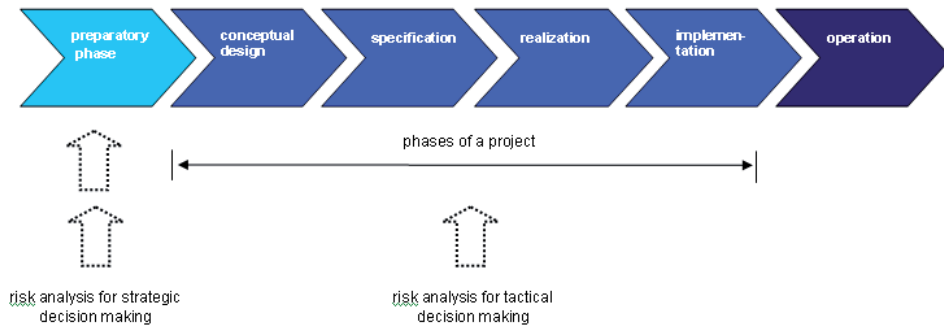 preparatory
phase
conceptual
design
specification
realization
implemen-
tation
operation
phases of a project
risk analysis for strategic
decision making
risk analysis for tactical
decision making